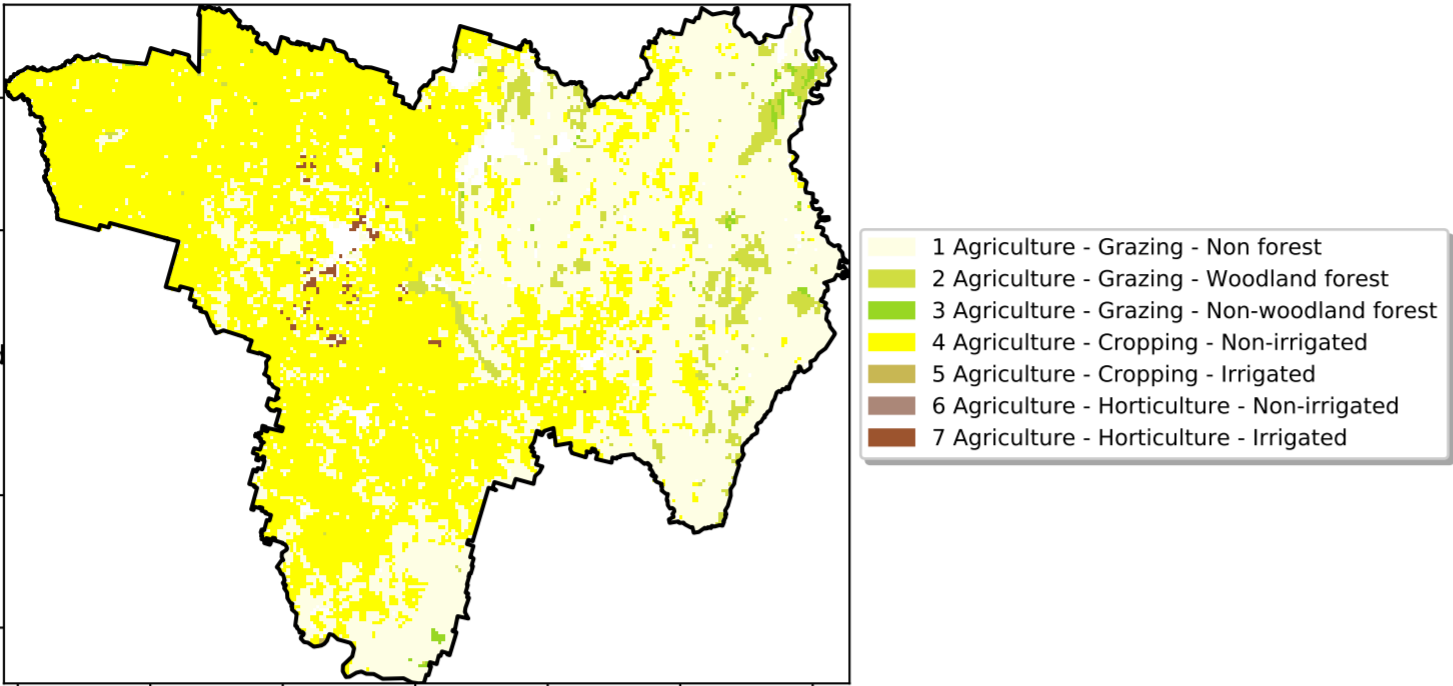 1 Agriculture - Grazing - Non forest
2 Agriculture - Grazing - Woodland forest
3 Agriculture - Grazing - Non-woodland forest
4 Agriculture - Cropping - Non-irrigated
5 Agriculture - Cropping - Irrigated
6 Agriculture - Horticulture - Non-irrigated
7 Agriculture - Horticulture - Irrigated